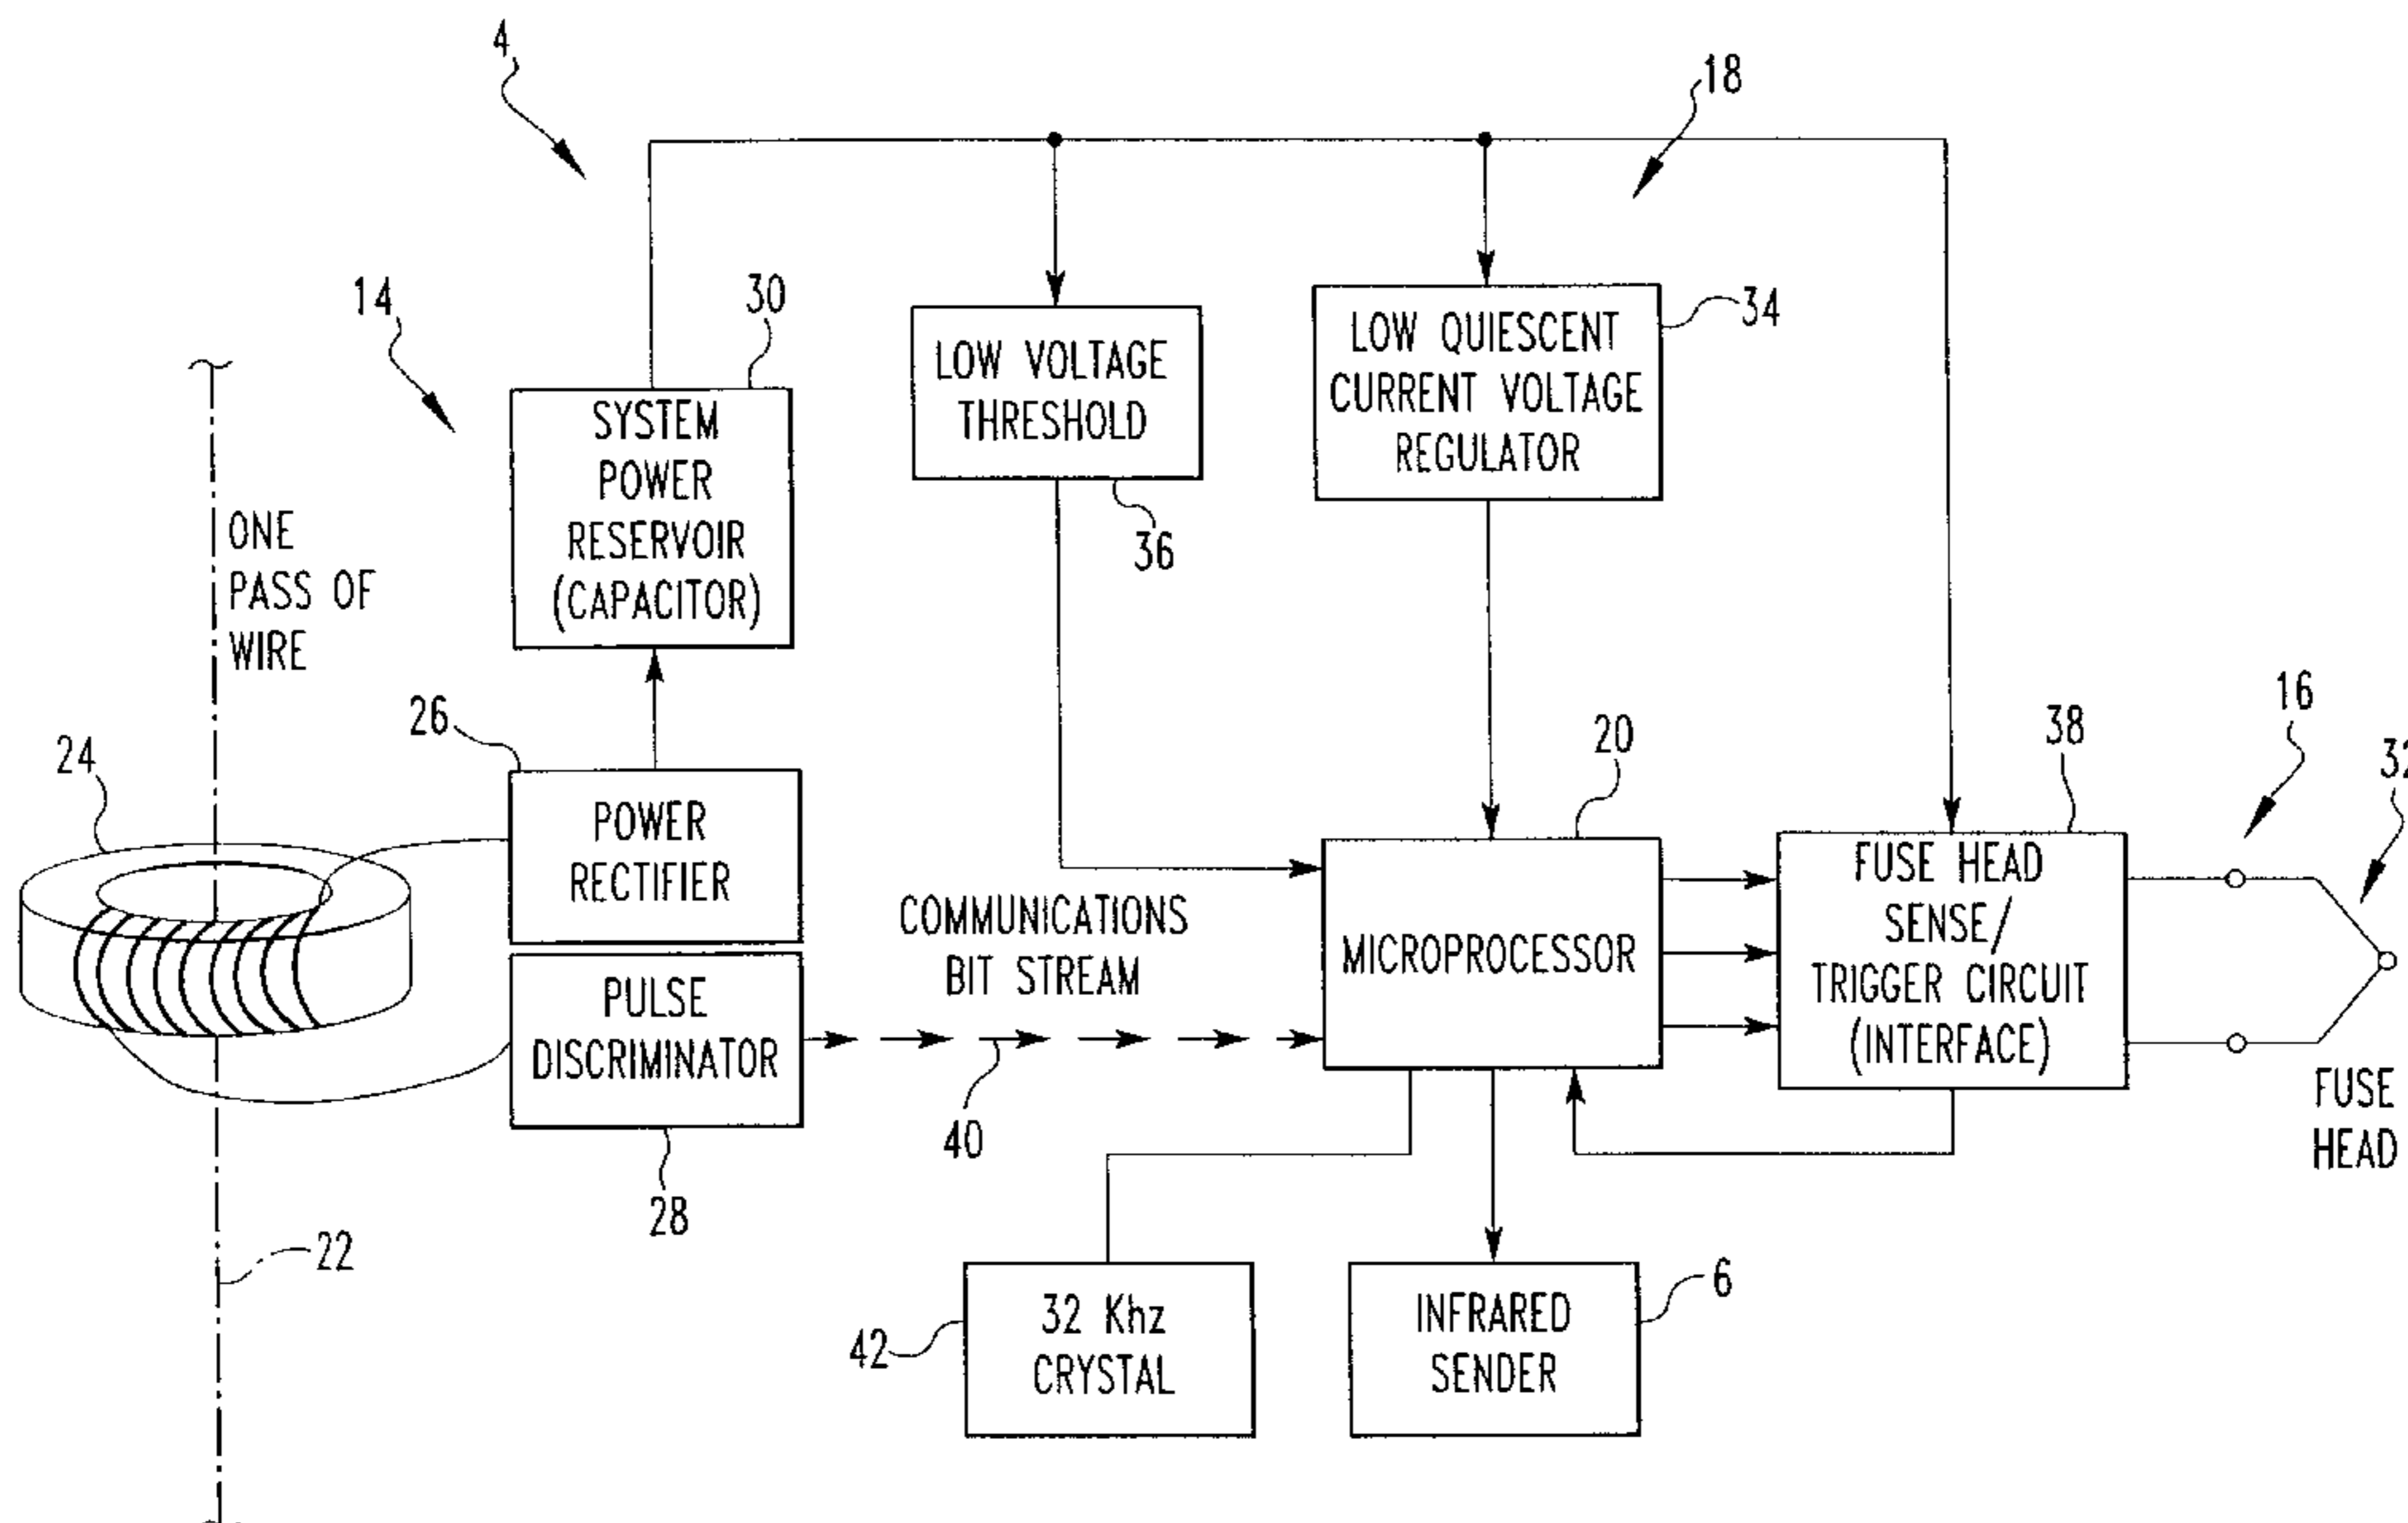 4
18
14
30
SYSTEM
POWER
RESERVOIR
(CAPACITOR)
LOW VOLTAGE
THRESHOLD
36
LOW QUIESCENT
CURRENT VOLTAGE
REGULATOR
34
ONE
PASS OF
WIRE
24
26
POWER
RECTIFIER
PULSE
DISCRIMINATOR
28
22
COMMUNICATIONS
BIT STREAM
40
20
MICROPROCESSOR
38
FUSE HEAD
SENSE/
TRIGGER CIRCUIT
(INTERFACE)
16
32
FUSE
HEAD
42
32 Khz
CRYSTAL
INFRARED
SENDER
6